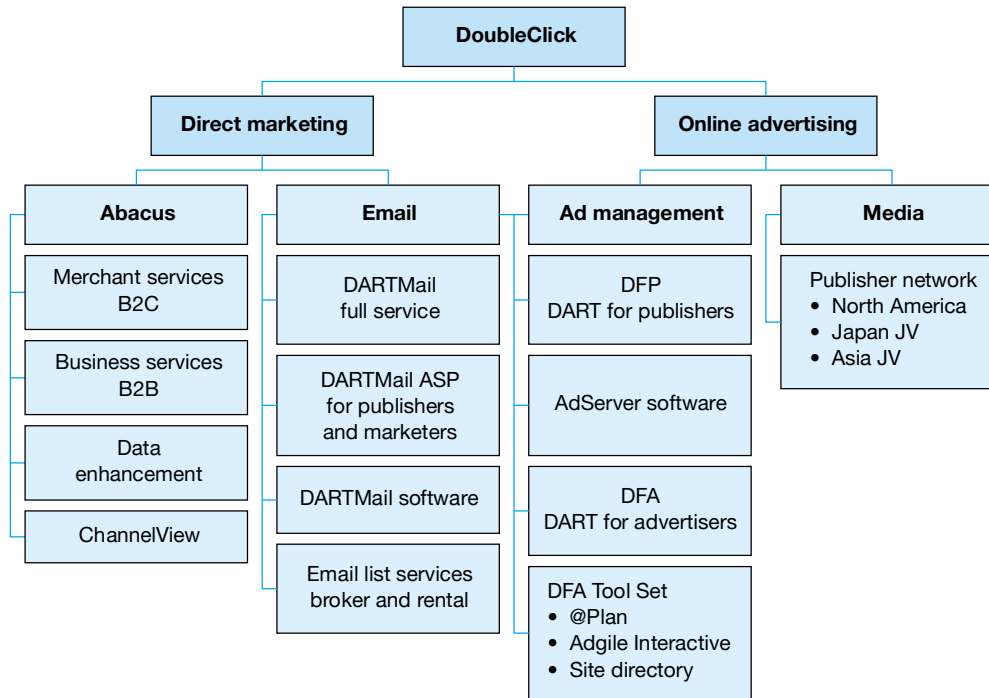 DoubleClick
Direct marketing
Online advertising
Abacus
Merchant services
B2C
Business services
B2B
Data
enhancement
ChannelView
Email
DARTMail
full service
DARTMail ASP
for publishers
and marketers
DARTMail software
Email list services
broker and rental
Ad management
DFP
DART for publishers
AdServer software
DFA
DART for advertisers
DFA Tool Set
• @Plan
• Adgile Interactive
• Site directory
Media
Publisher network
• North America
• Japan JV
• Asia JV